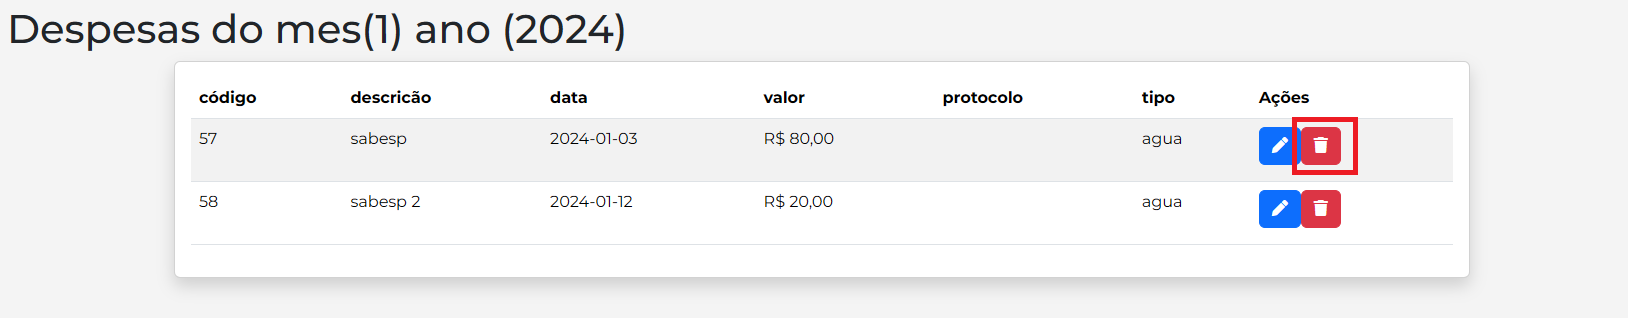 Despesas do mes(1) ano (2024)
código descricão data valor protocolo tipo Ações
57 sabesp 2024-01-03 R$ 80,00 agua
58 sabesp 2 2024-01-12 R$ 20,00 agua